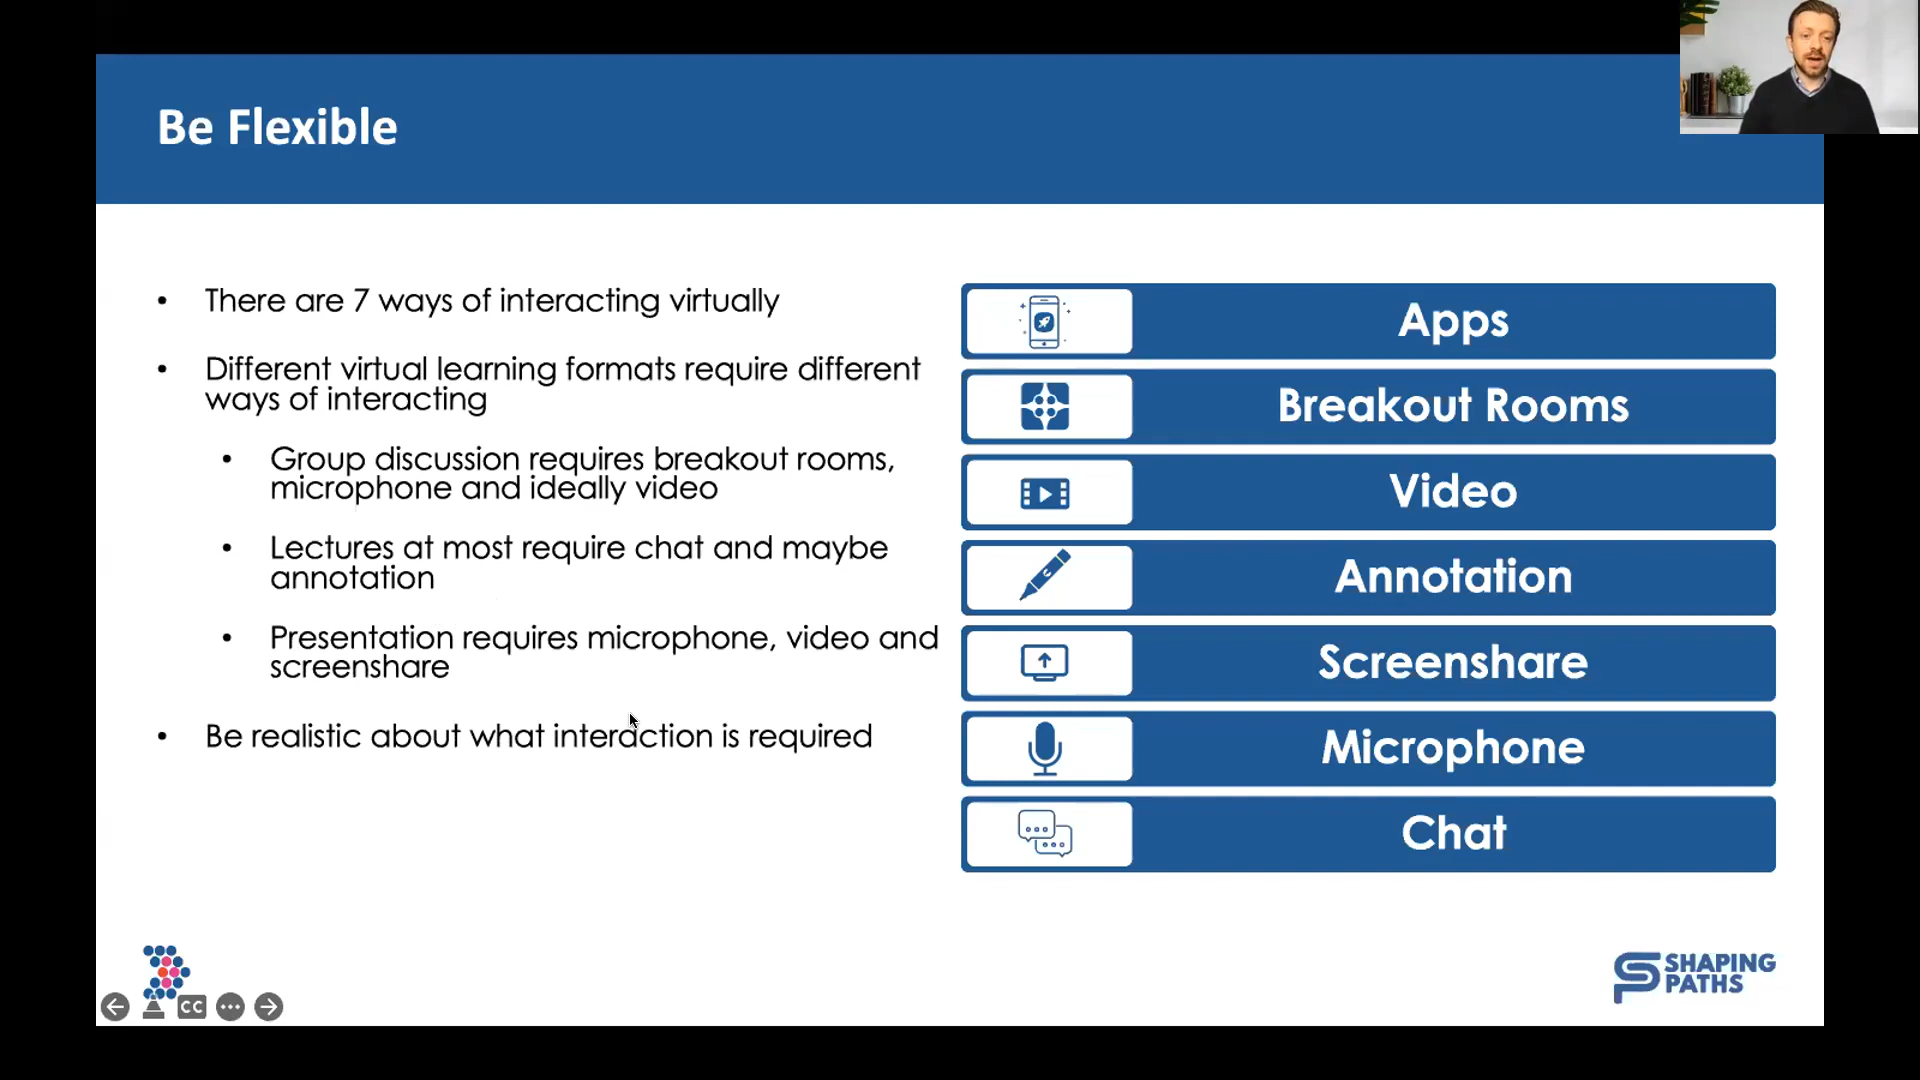 Be Flexible
• There are 7 ways of interacting virtually
• Different virtual learning formats require different
ways of interacting
• Group discussion requires breakout rooms,
microphone and ideally video
• Lectures at most require chat and maybe
annotation
• Presentation requires microphone, video and
screenshare
• Be realistic about what interaction is required
Apps
Breakout Rooms
Video
Annotation
Screenshare
Microphone
Chat
CC
SHAPING
PATHS